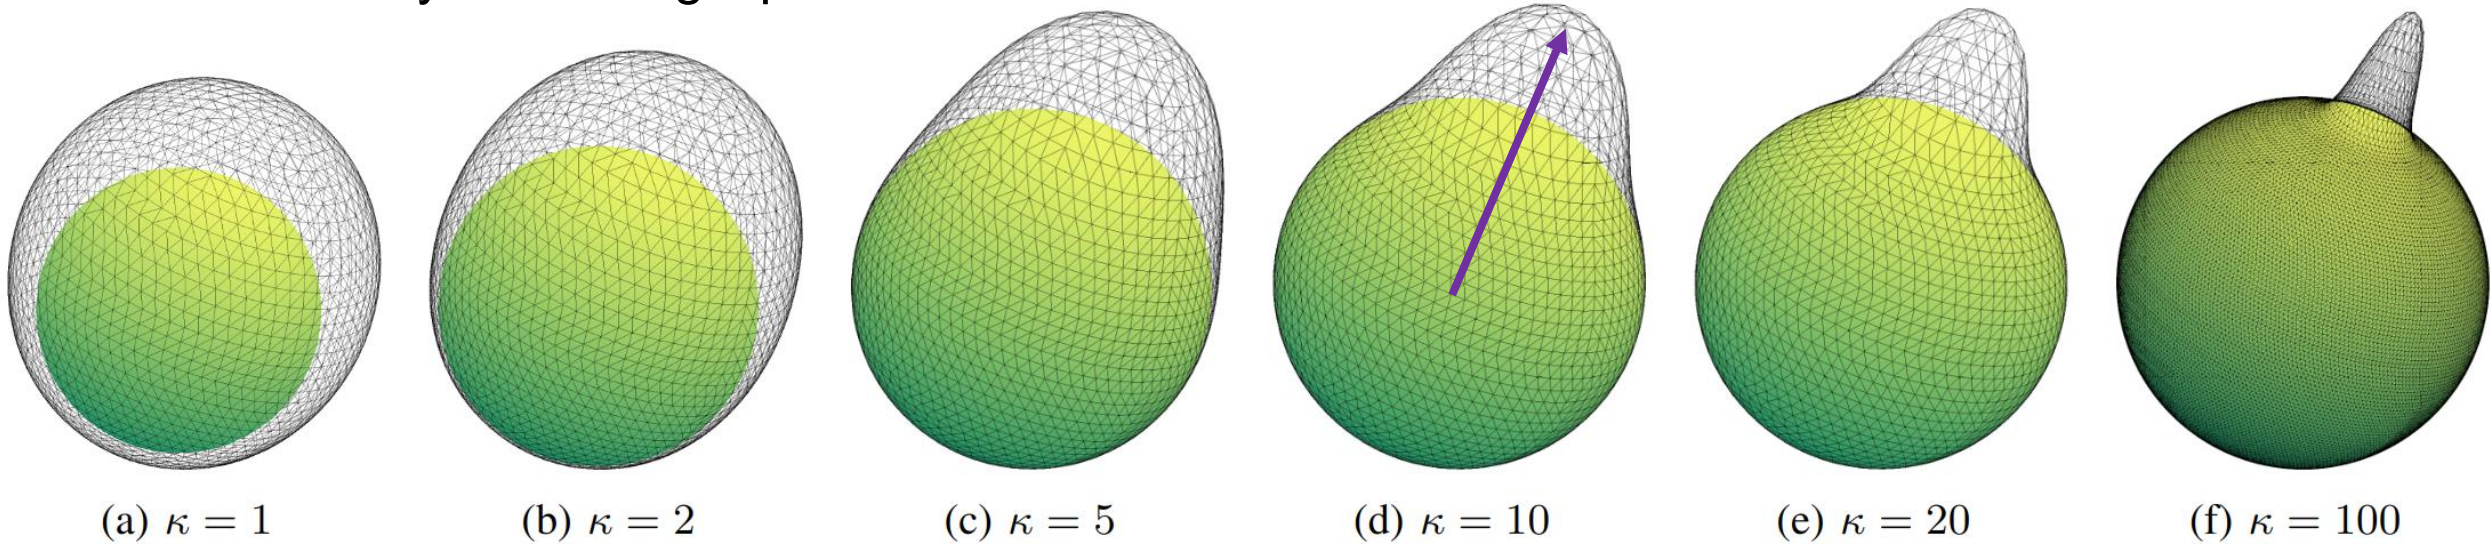 (a) κ = 1
(b) κ = 2
(c) κ = 5
(d) κ = 10
(e) κ = 20
(f) κ = 100